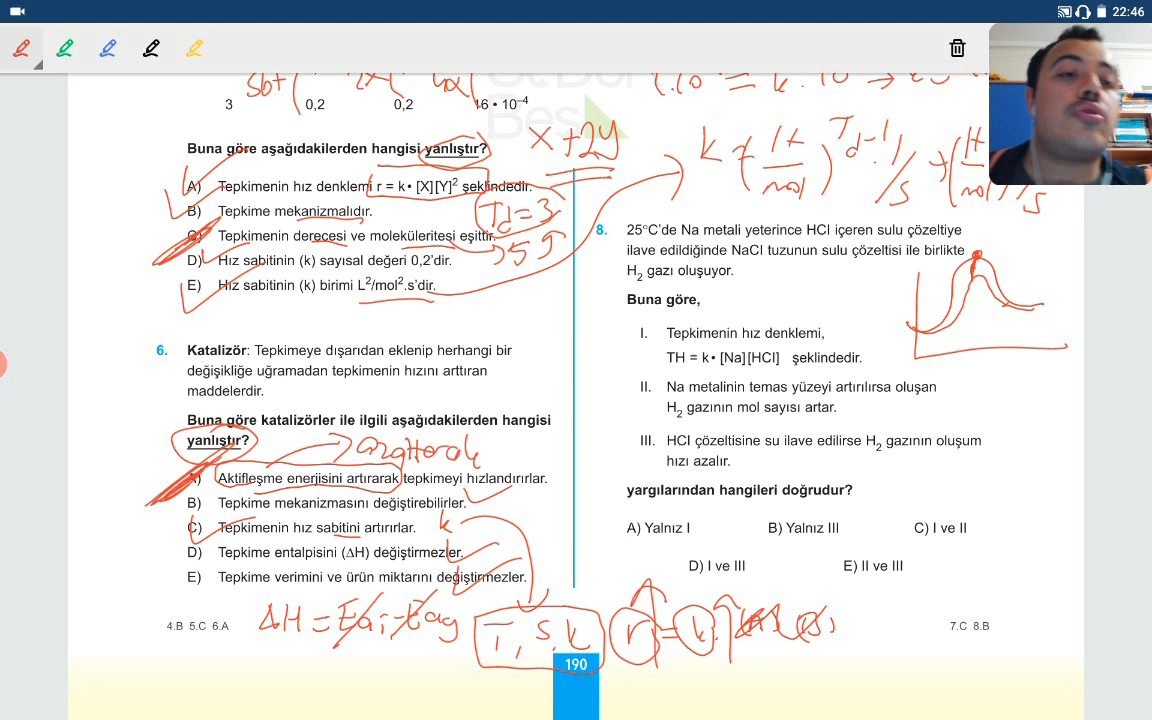 22:46
3 0,2 0,2 16 • 10-4
Buna göre aşağıdakilerden hangisi yanlıştır?
x + 2y
A) Tepkimenin hız denklemi r = k• [X][Y]2 şeklindedir.
B) Tepkime mekanizmalıdır.
Td = 3
C) Tepkimenin derecesi ve moleküleritesi eşittir.
D) Hız sabitinin (k) sayısal değeri 0,2'dir.
E) Hız sabitinin (k) birimi L2/mol2.s'dir.
6. Katalizör: Tepkimeye dışarıdan eklenip herhangi bir
değişikliğe uğramadan tepkimenin hızını arttıran
maddelerdir.
Buna göre katalizörler ile ilgili aşağıdakilerden hangisi
yanlıştır?
azaltarak
A) Aktifleşme enerjisini artırarak tepkimeyi hızlandırırlar.
B) Tepkime mekanizmasını değiştirebilirler.
C) Tepkimenin hız sabitini artırırlar. k
D) Tepkime entalpisini (∆H) değiştirmezler.
E) Tepkime verimini ve ürün miktarını değiştirmezler.
4.B 5.C 6.A
∆H = Eai - Eag
T, S, k
r = k
8. 25°C'de Na metali yeterince HCl içeren sulu çözeltiye
ilave edildiğinde NaCl tuzunun sulu çözeltisi ile birlikte
H2 gazı oluşuyor.
Buna göre,
I. Tepkimenin hız denklemi,
TH = k• [Na][HCl] şeklindedir.
II. Na metalinin temas yüzeyi artırılırsa oluşan
H2 gazının mol sayısı artar.
III. HCl çözeltisine su ilave edilirse H2 gazının oluşum
hızı azalır.
yargılarından hangileri doğrudur?
A) Yalnız I B) Yalnız III C) I ve II
D) I ve III E) II ve III
7.C 8.B
190